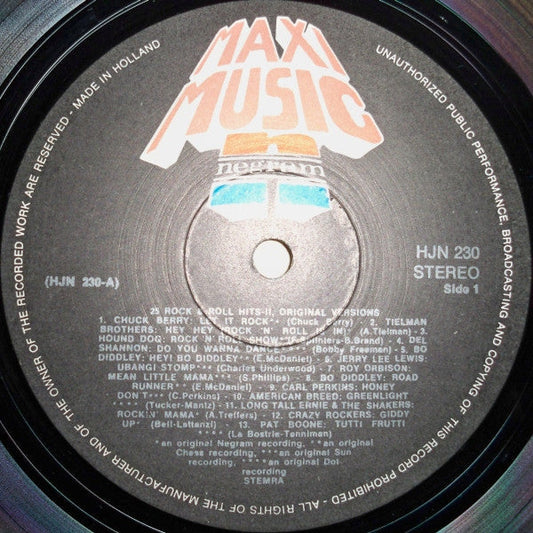 MAXI
MUSIC
n
negram
HJN 230
STEREO
Side 1
(HJN 230-A)
25 ROCK & ROLL HITS-II, ORIGINAL VERSIONS
1. CHUCK BERRY: LET IT ROCK** (Chuck Berry) - 2. TIELMAN
BROTHERS: HEY HEY (ROCK 'N' ROLL IS IN)* (A.Tielman) - 3.
HOUND DOG: ROCK'N'ROLL SHOW* -B.Brand) - 4. DEL
SHANNON: DO YOU WANNA DANCE (Bobby Freeman) - 5. BO
DIDDLEY: HEY! BO DIDDLEY** (E.McDaniel) - 6. JERRY LEE LEWIS:
UBANGI STOMP*** (Charles Underwood) - 7. ROY ORBISON:
MEAN LITTLE MAMA*** (S.Phillips) - 8. BO DIDDLEY: ROAD
RUNNER** (E.McDaniel) - 9. CARL PERKINS: HONEY
DON'T*** (C.Perkins) - 10. AMERICAN BREED: GREENLIGHT
**** (Tucker-Mantz) - 11. LONG TALL ERNIE & THE SHAKERS:
ROCK'N' MAMA* (A.Treffers) - 12. CRAZY ROCKERS: GIDDY
UP* (Bell-Lattanzi) - 13. PAT BOONE: TUTTI FRUTTI
**** (La Bostrie-Tenniman)
*an original Negram recording, **an original
Chess recording, ***an original Sun
recording, ****an original Dot-
recording
STEMRA
ALL RIGHTS OF THE MANUFACTURER AND OF THE OWNER OF THE RECORDED WORK ARE RESERVED - MADE IN HOLLAND
UNAUTHORIZED PUBLIC PERFORMANCE, BROADCASTING AND COPYING OF THIS RECORD PROHIBITED -